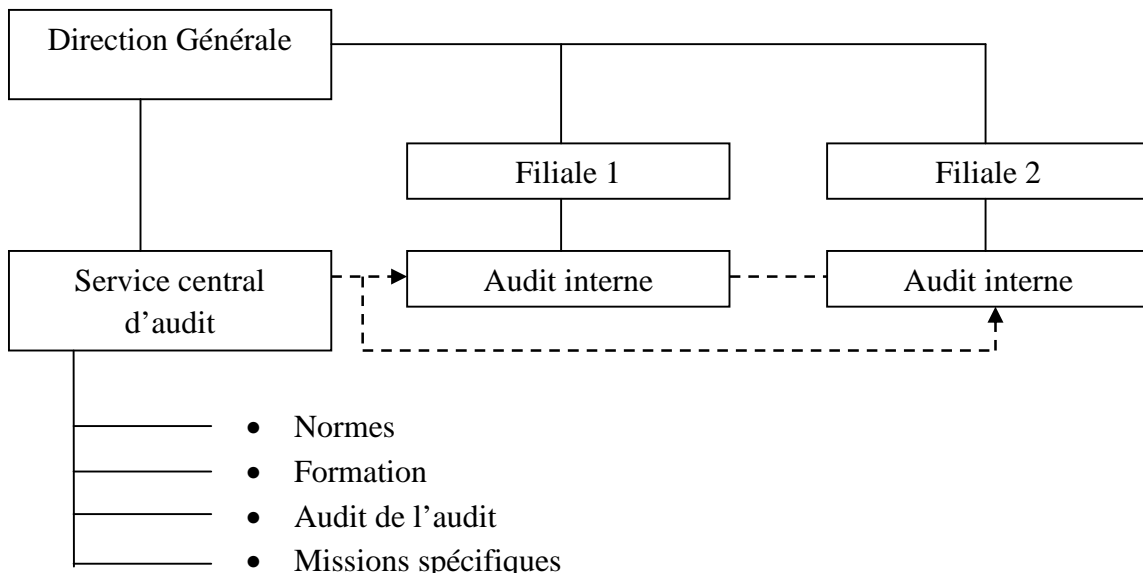 Direction Générale
Filiale 1
Filiale 2
Service central
d’audit
Audit interne
Audit interne
• Normes
• Formation
• Audit de l’audit
• Missions spécifiques